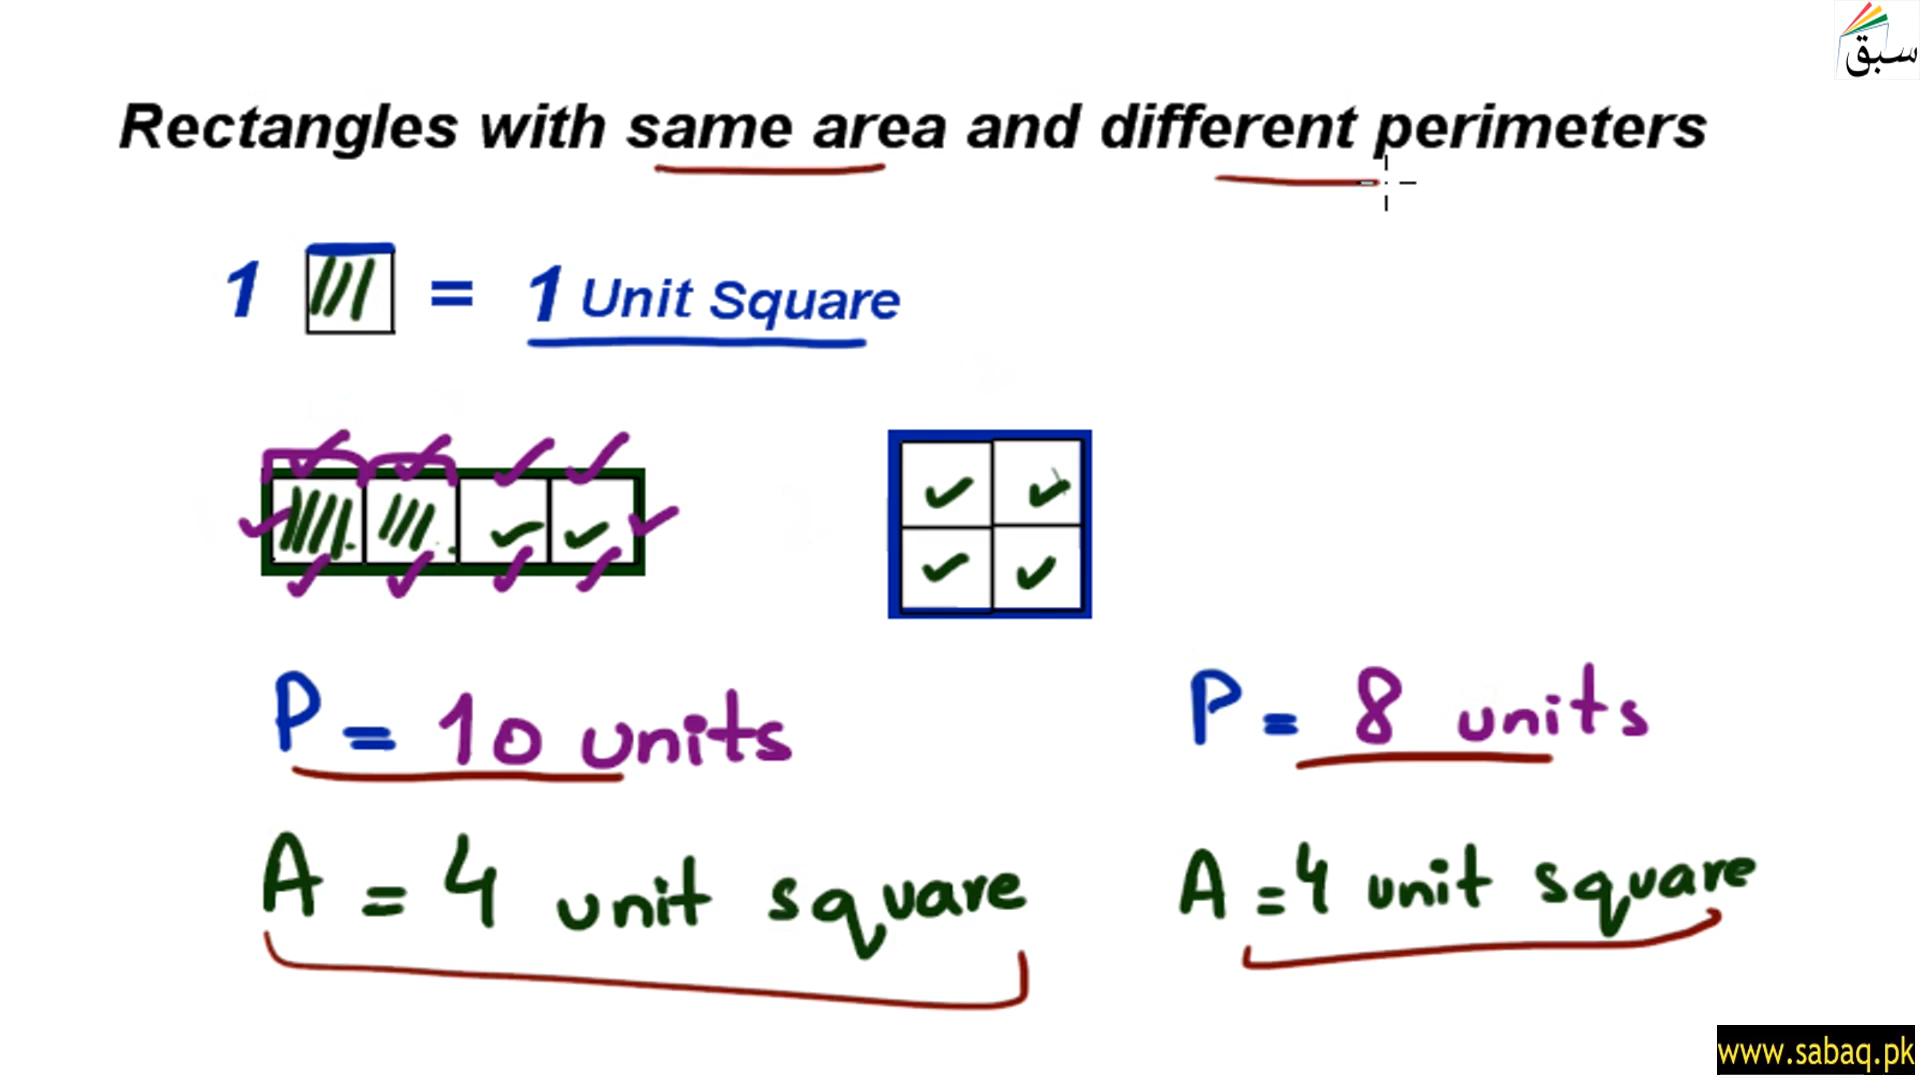 سبق
Rectangles with same area and different perimeters
1 = 1 Unit Square
P = 10 units
P = 8 units
A = 4 unit square
A = 4 unit square
www.sabaq.pk